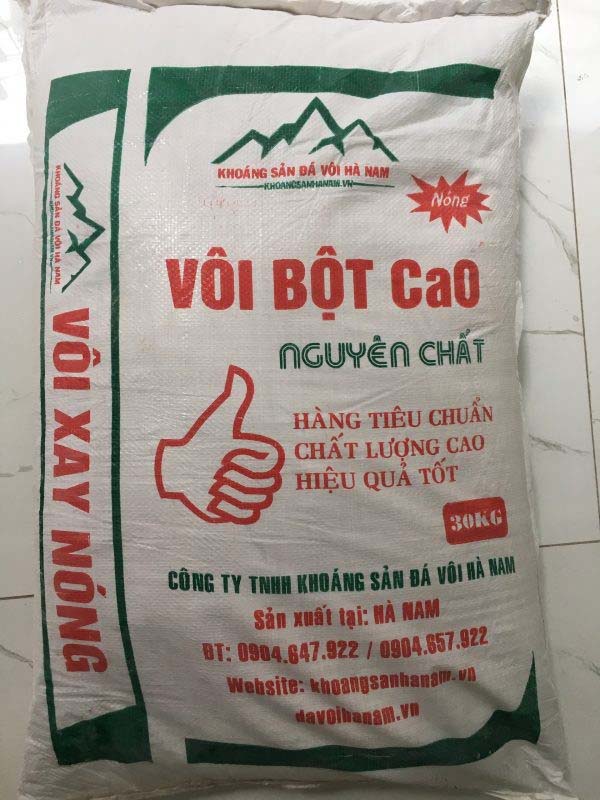 KHOÁNG SẢN ĐÁ VÔI HÀ NAM
KHOANGSANHANAM.VN
Nóng
VÔI BỘT CaO
NGUYÊN CHẤT
HÀNG TIÊU CHUẨN
CHẤT LƯỢNG CAO
HIỆU QUẢ TỐT
30KG
CÔNG TY TNHH KHOÁNG SẢN ĐÁ VÔI HÀ NAM
Sản xuất tại: HÀ NAM
ĐT: 0904.647.922 / 0904.657.922
Website: khoangsanhanam.vn
davoihanam.vn
KHOÁNG SẢN ĐÁ VÔI HÀ NAM
KHOANGSANHANAM.VN
VÔI XAY NÓNG